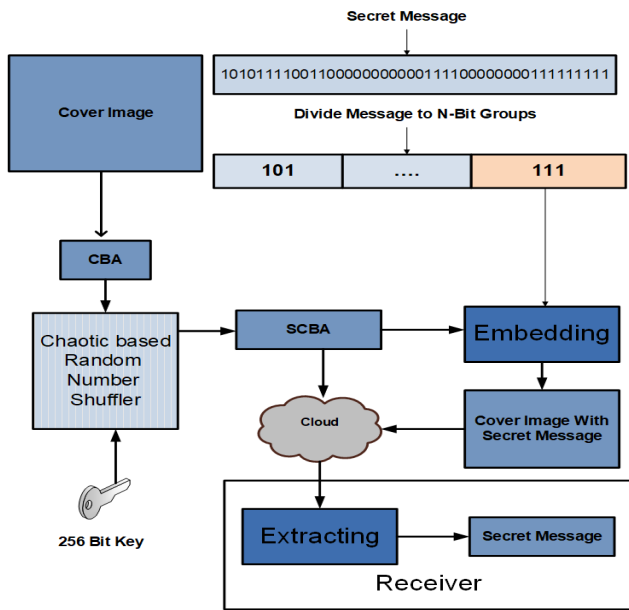 Secret Message
1010111100110000000000011110000000011111111
Divide Message to N-Bit Groups
Cover Image
101
....
111
CBA
Chaotic based
Random
Number
Shuffler
SCBA
Embedding
Cloud
Cover Image With
Secret Message
256 Bit Key
Extracting
Secret Message
Receiver